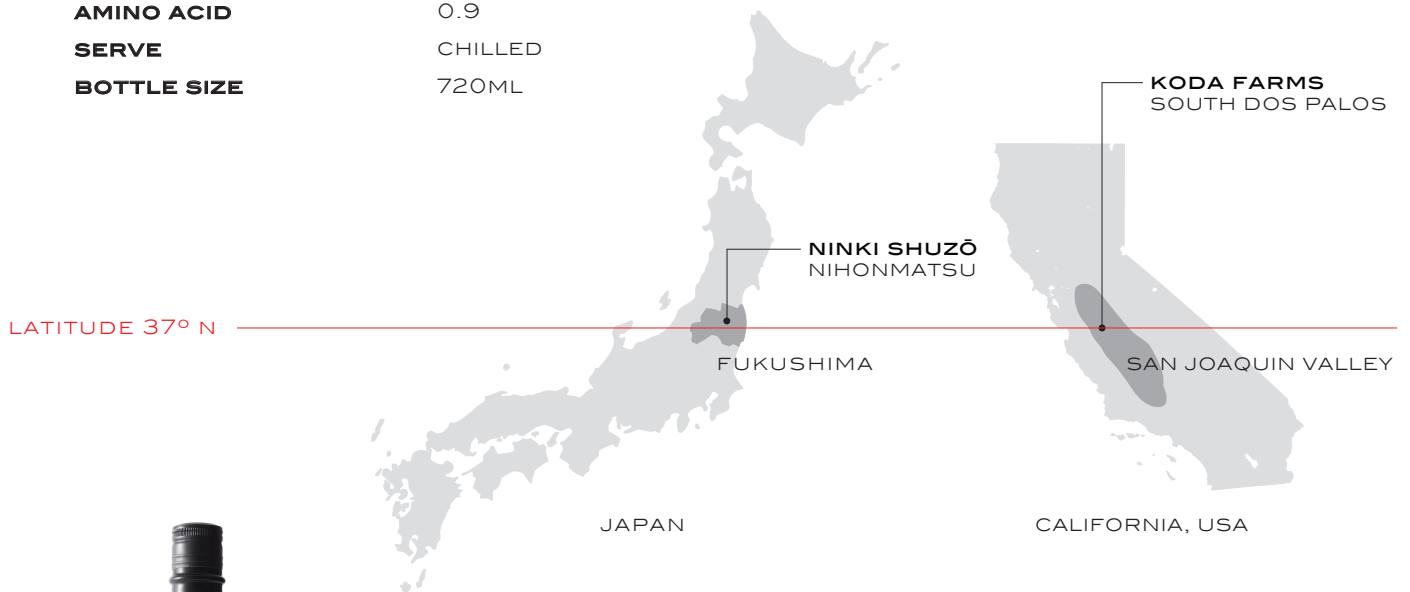 AMINO ACID 0.9
SERVE CHILLED
BOTTLE SIZE 720ML
KODA FARMS
SOUTH DOS PALOS
NINKI SHUZŌ
NIHONMATSU
LATITUDE 37º N
FUKUSHIMA
SAN JOAQUIN VALLEY
JAPAN
CALIFORNIA, USA